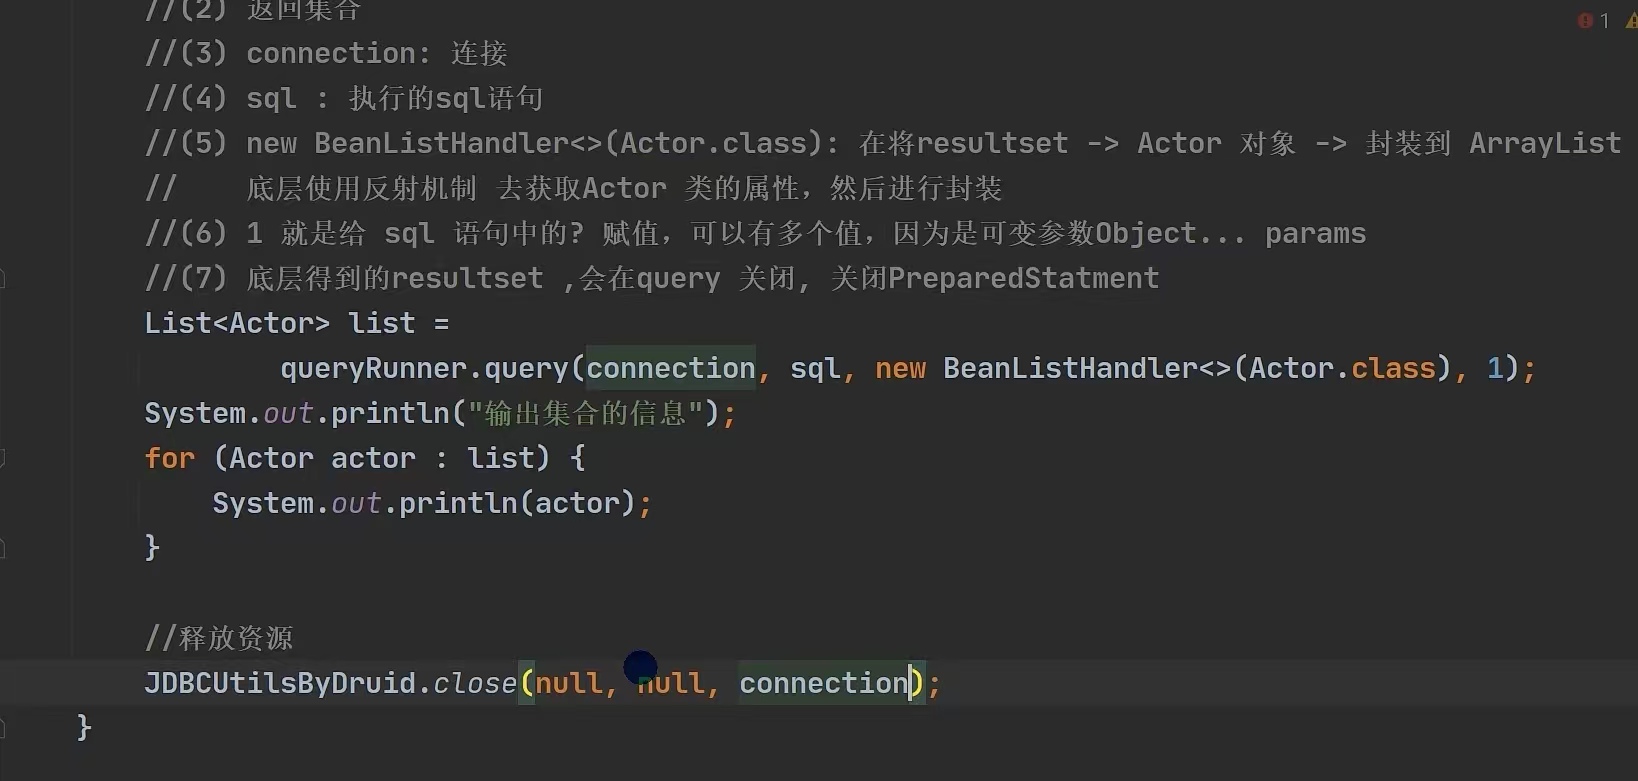 //(2) 返回集合
1
//(3) connection: 连接
//(4) sql : 执行的sql语句
//(5) new BeanListHandler<>(Actor.class): 在将resultset -> Actor 对象 -> 封装到 ArrayList
//    底层使用反射机制 去获取Actor 类的属性，然后进行封装
//(6) 1 就是给 sql 语句中的? 赋值，可以有多个值，因为是可变参数Object... params
//(7) 底层得到的resultset ,会在query 关闭, 关闭PreparedStatment
List<Actor> list =
queryRunner.query(connection, sql, new BeanListHandler<>(Actor.class), 1);
System.out.println("输出集合的信息");
for (Actor actor : list) {
System.out.println(actor);
}
//释放资源
JDBCUtilsByDruid.close(null, null, connection);
}